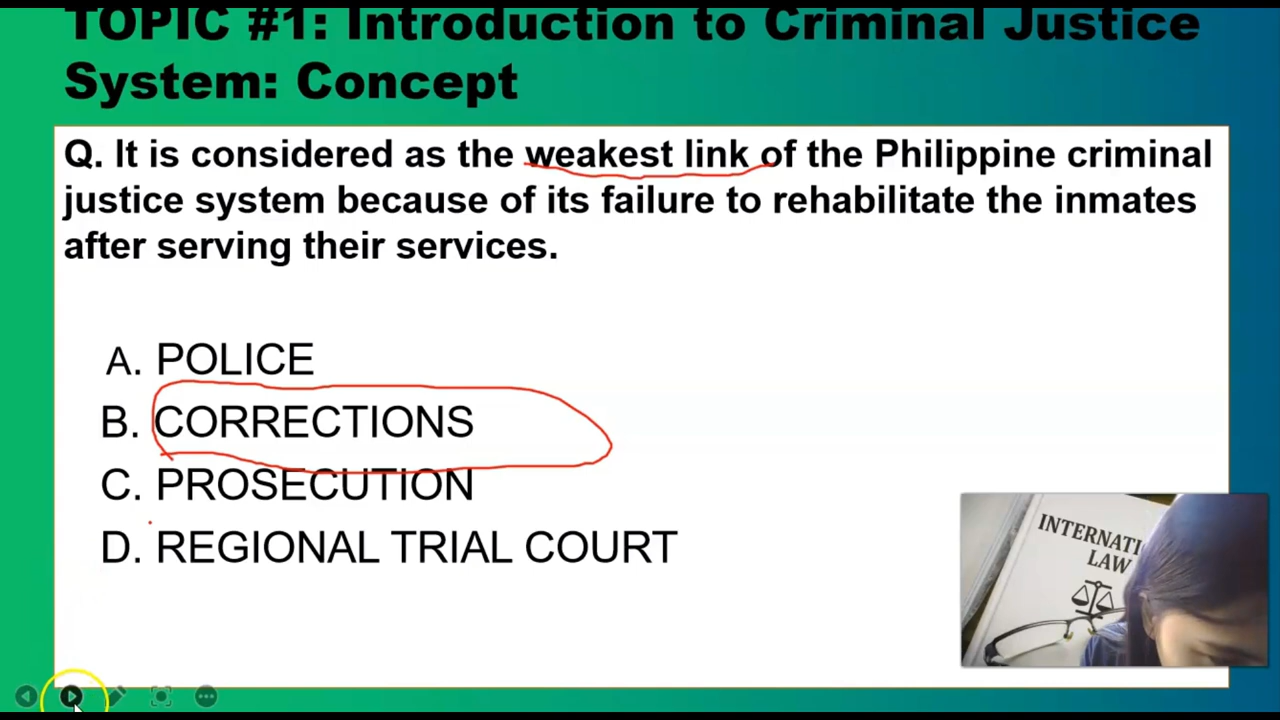 TOPIC #1: Introduction to Criminal Justice
System: Concept
Q. It is considered as the weakest link of the Philippine criminal
justice system because of its failure to rehabilitate the inmates
after serving their services.
A. POLICE
B. CORRECTIONS
C. PROSECUTION
D. REGIONAL TRIAL COURT
LAW